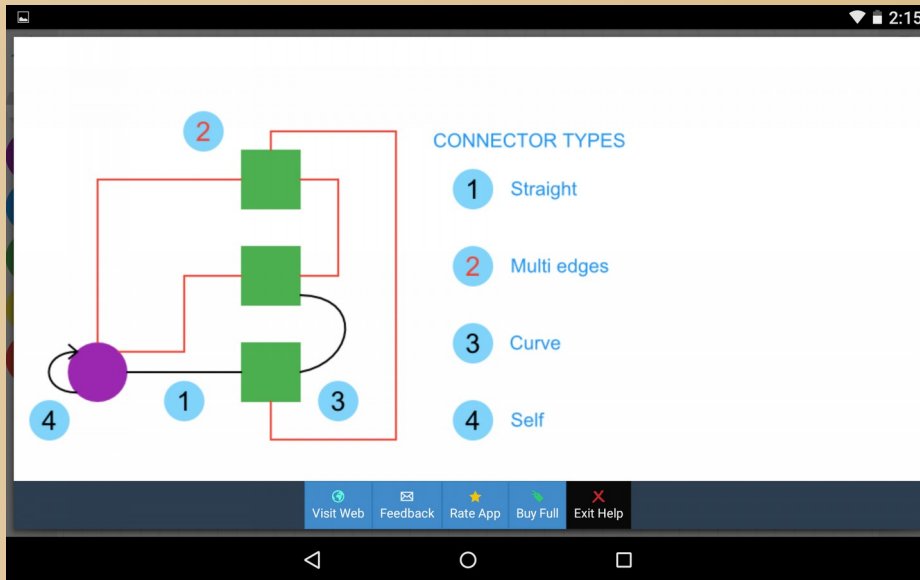 2:15
2
CONNECTOR TYPES
1 Straight
2 Multi edges
3 Curve
4 Self
1
3
4
Visit Web
Feedback
Rate App
Buy Full
Exit Help